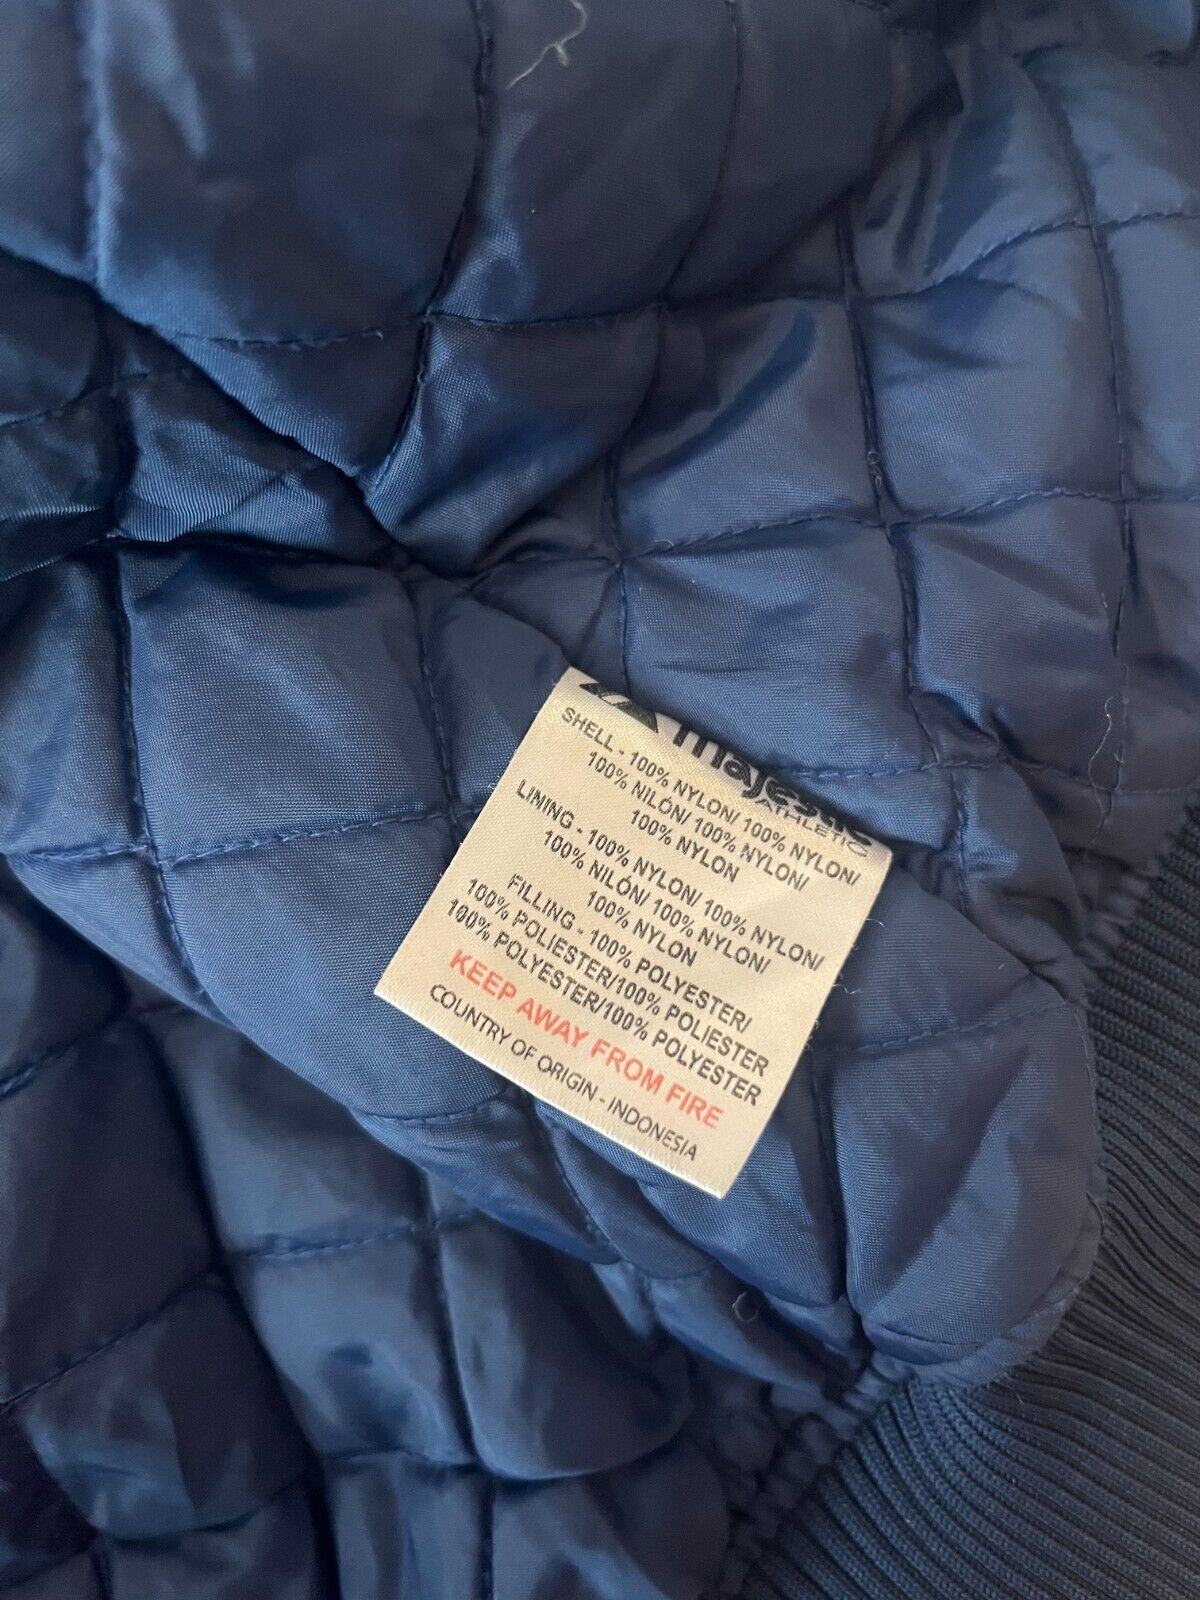 majestic
ATHLETIC
SHELL - 100% NYLON/ 100% NYLON/
100% NILÓN/ 100% NYLON/
100% NYLON
LINING - 100% NYLON/ 100% NYLON/
100% NILÓN/ 100% NYLON/
100% NYLON
FILLING - 100% POLYESTER/
100% POLIESTER/100% POLIESTER
100% POLYESTER/100% POLYESTER
KEEP AWAY FROM FIRE
COUNTRY OF ORIGIN - INDONESIA